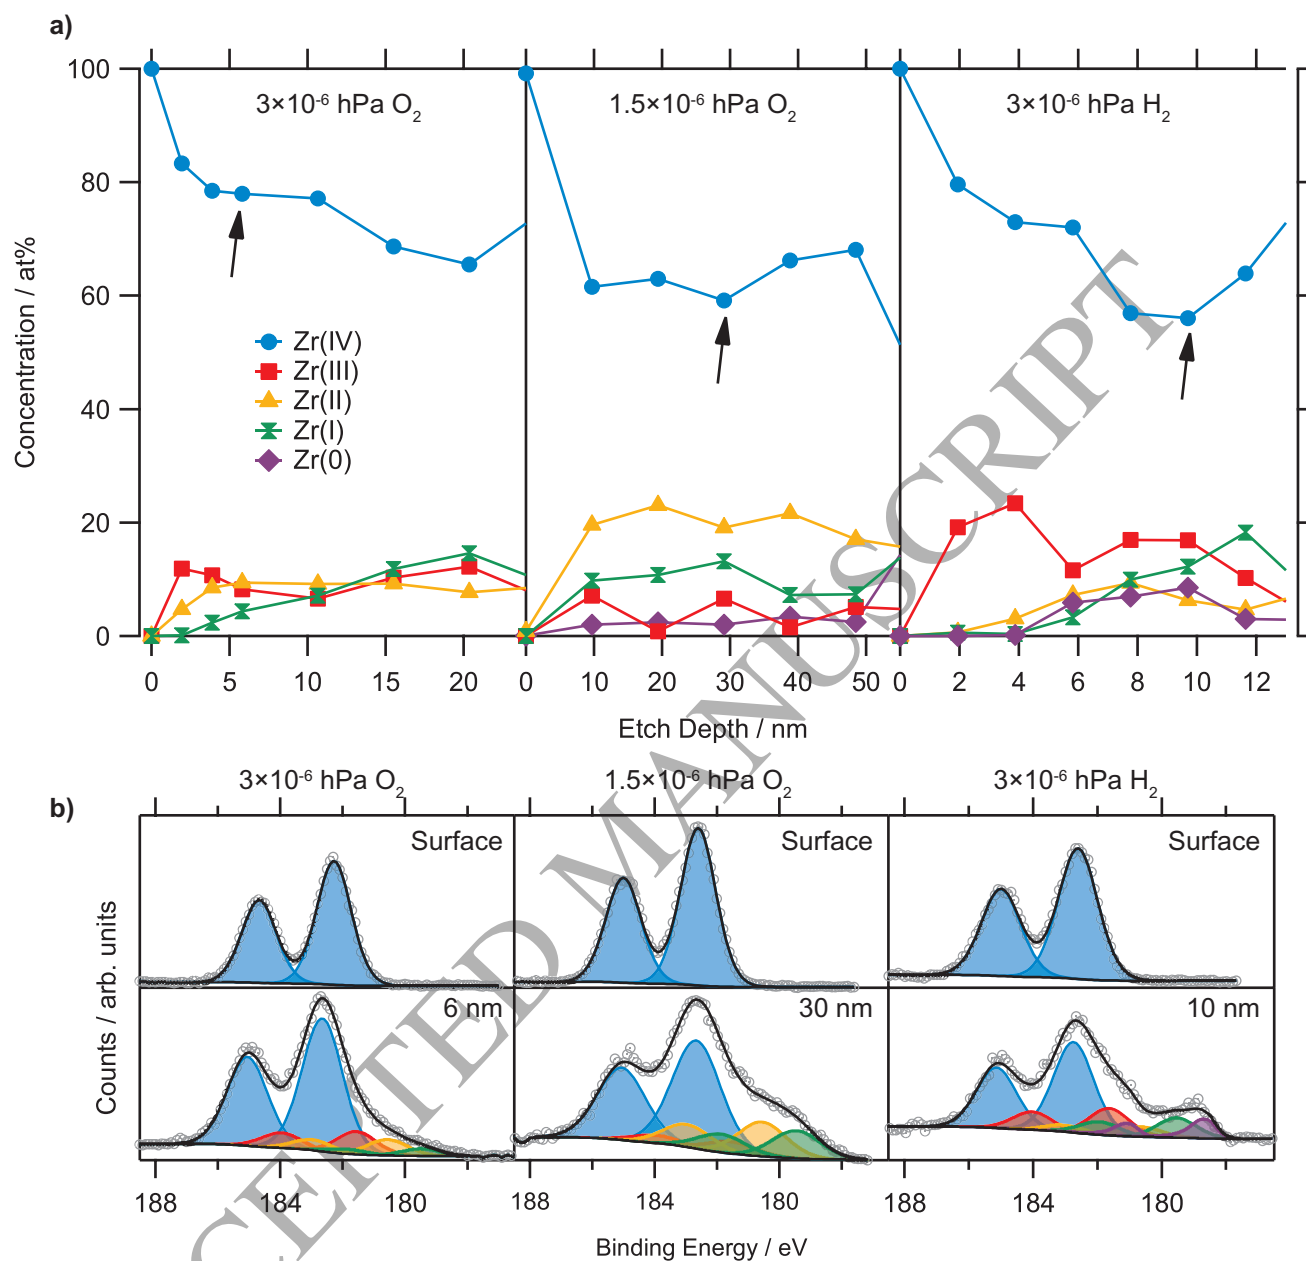 a)
3×10⁻⁶ hPa O₂
1.5×10⁻⁶ hPa O₂
3×10⁻⁶ hPa H₂
100
80
60
40
20
0
Concentration / at%
Zr(IV)
Zr(III)
Zr(II)
Zr(I)
Zr(0)
0 5 10 15 20 0 10 20 30 40 50 0 2 4 6 8 10 12
Etch Depth / nm
3×10⁻⁶ hPa O₂
1.5×10⁻⁶ hPa O₂
3×10⁻⁶ hPa H₂
b)
Surface
Surface
Surface
6 nm
30 nm
10 nm
Counts / arb. units
188 184 180 188 184 180 188 184 180
Binding Energy / eV
CEPTED MANUSCRIPT